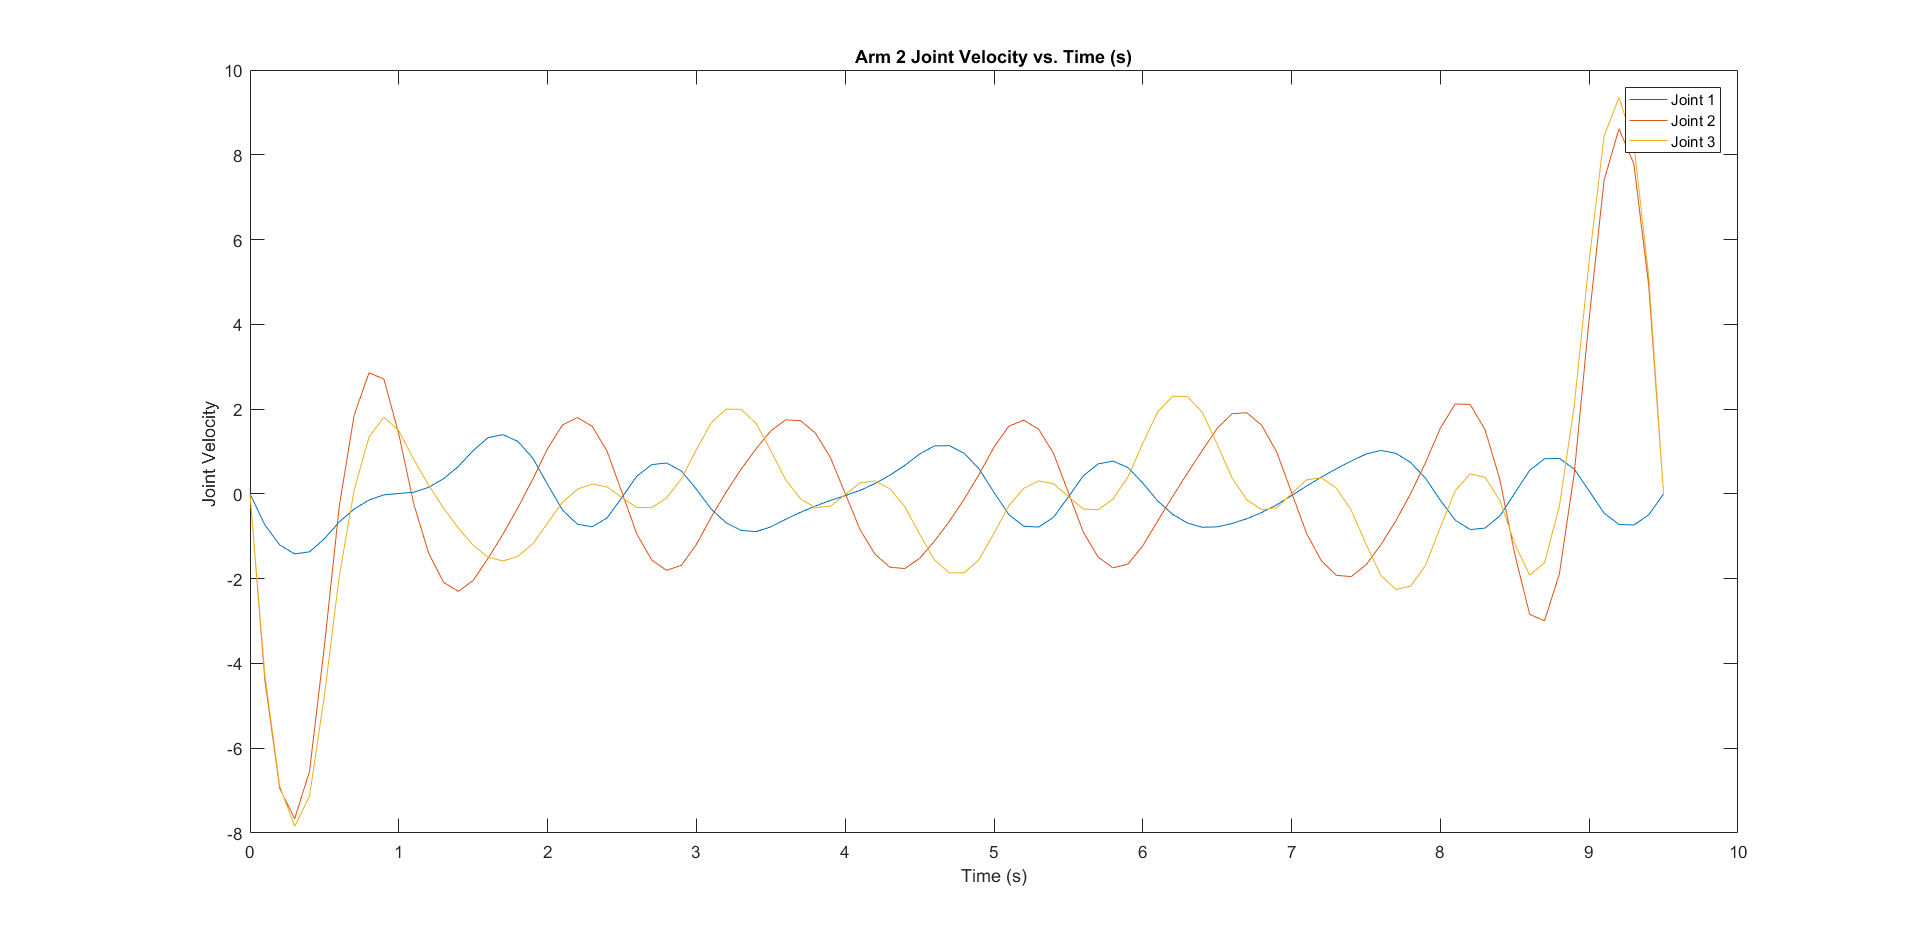 Arm 2 Joint Velocity vs. Time (s)
10
8
6
4
2
0
-2
-4
-6
-8
Joint Velocity
Joint 1
Joint 2
Joint 3
0 1 2 3 4 5 6 7 8 9 10
Time (s)